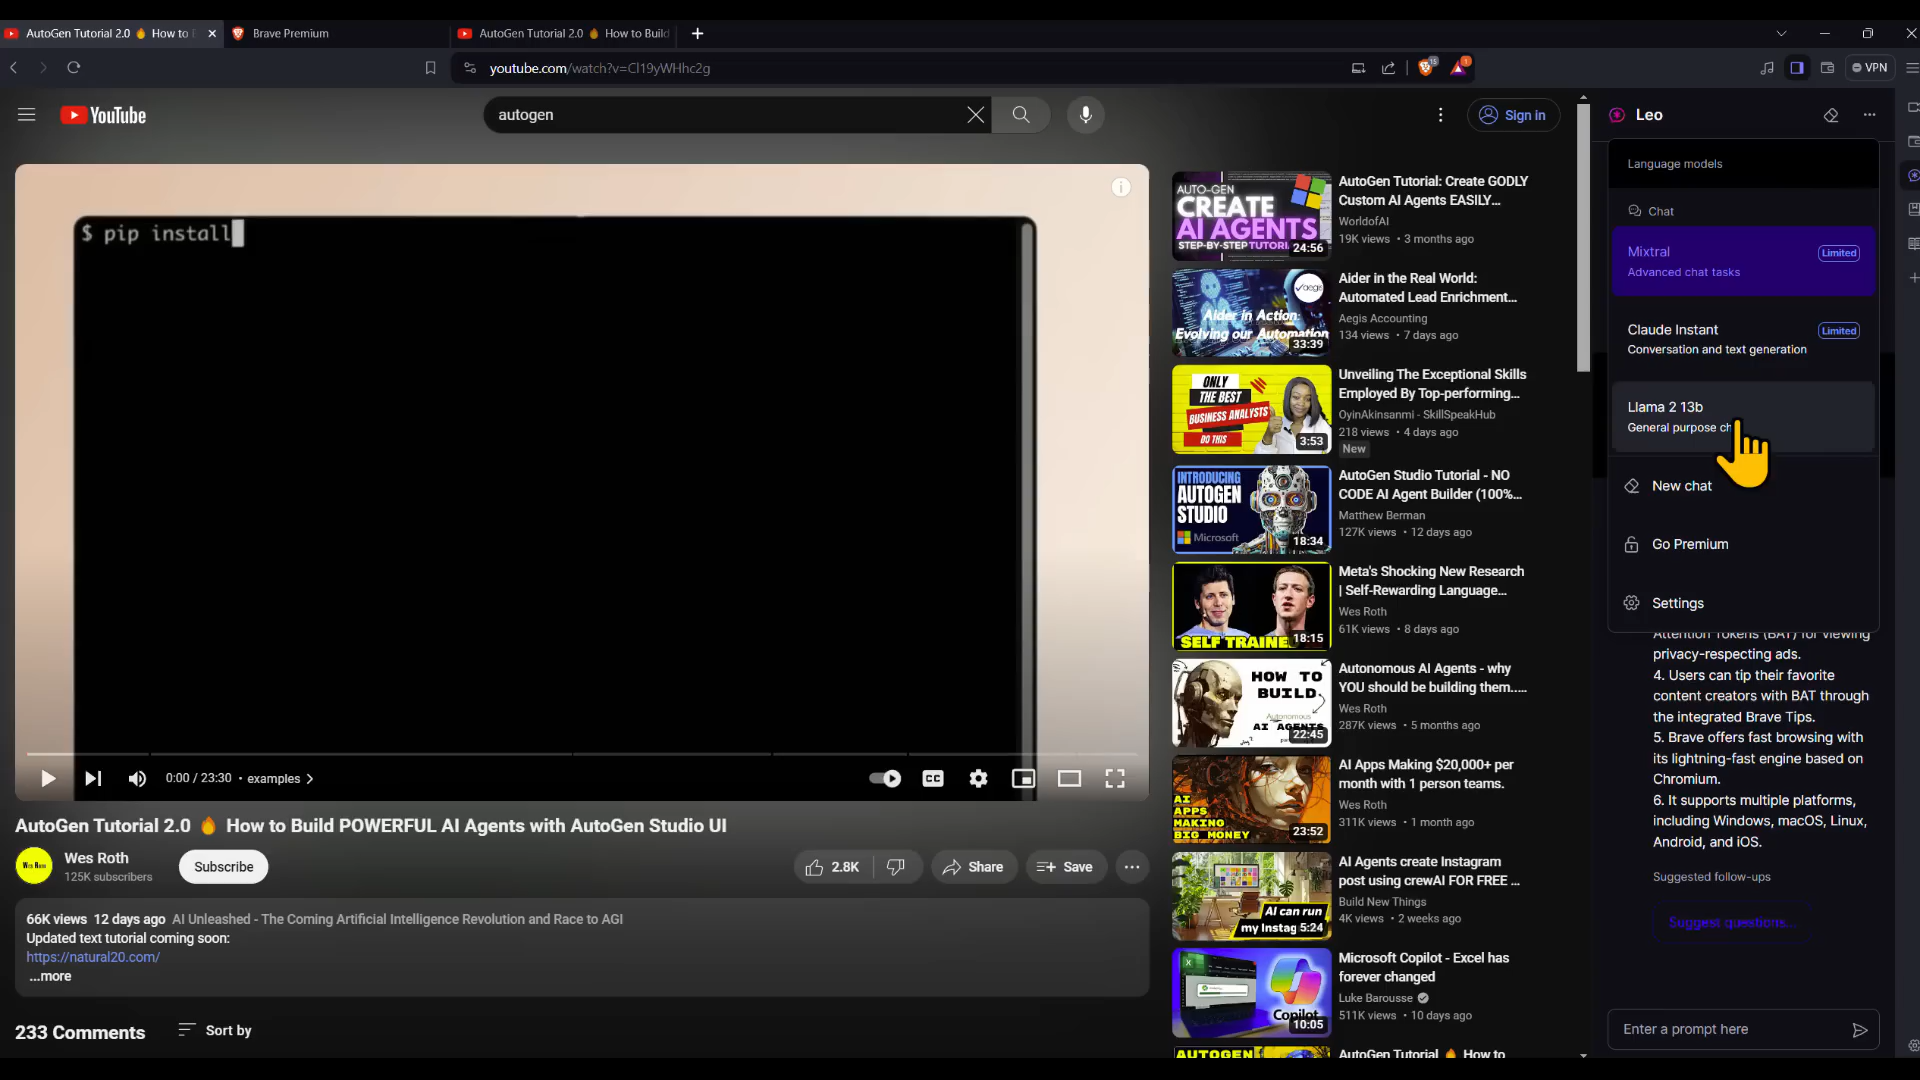 AutoGen Tutorial 2.0 🔥 How to
Brave Premium
AutoGen Tutorial 2.0 🔥 How to Build
youtube.com/watch?v=Cl19yWHhc2g
15
1
VPN
YouTube
autogen
Sign in
$ pip install
0:00 / 23:30 • examples
CC
AutoGen Tutorial 2.0 🔥 How to Build POWERFUL AI Agents with AutoGen Studio UI
Wes Roth
125K subscribers
Subscribe
2.8K
Share
Save
66K views 12 days ago AI Unleashed - The Coming Artificial Intelligence Revolution and Race to AGI
Updated text tutorial coming soon:
https://natural20.com/
...more
233 Comments
Sort by
AUTO-GEN
CREATE
AI AGENTS
STEP-BY-STEP TUTORI
24:56
AutoGen Tutorial: Create GODLY
Custom AI Agents EASILY...
WorldofAI
19K views • 3 months ago
aegis
Aider in Action:
Evolving our Automation
33:39
Aider in the Real World:
Automated Lead Enrichment...
Aegis Accounting
134 views • 7 days ago
ONLY
THE BEST
BUSINESS ANALYSTS
DO THIS
3:53
Unveiling The Exceptional Skills
Employed By Top-performing...
OyinAkinsanmi - SkillSpeakHub
218 views • 4 days ago
New
INTRODUCING
AUTOGEN
STUDIO
Microsoft
18:34
AutoGen Studio Tutorial - NO
CODE AI Agent Builder (100%...
Matthew Berman
127K views • 12 days ago
SELF TRAINE
18:15
Meta's Shocking New Research
| Self-Rewarding Language...
Wes Roth
61K views • 8 days ago
HOW TO
BUILD
Autonomous
AI AGENTS
22:45
Autonomous AI Agents - why
YOU should be building them.....
Wes Roth
287K views • 5 months ago
AI
APPS
MAKING
BIG MONEY
23:52
AI Apps Making $20,000+ per
month with 1 person teams.
Wes Roth
311K views • 1 month ago
AI can run
my Instag
5:24
AI Agents create Instagram
post using crewAI FOR FREE ...
Build New Things
4K views • 2 weeks ago
Copilot
10:05
Microsoft Copilot - Excel has
forever changed
Luke Barousse
511K views • 10 days ago
AUTOGEN
AutoGen Tutorial 🔥 How to
Leo
Language models
Chat
Mixtral
Limited
Advanced chat tasks
Claude Instant
Limited
Conversation and text generation
Llama 2 13b
General purpose ch
New chat
Go Premium
Settings
Attention Tokens (BAT) for viewing
privacy-respecting ads.
4. Users can tip their favorite
content creators with BAT through
the integrated Brave Tips.
5. Brave offers fast browsing with
its lightning-fast engine based on
Chromium.
6. It supports multiple platforms,
including Windows, macOS, Linux,
Android, and iOS.
Suggested follow-ups
Suggest questions...
Enter a prompt here